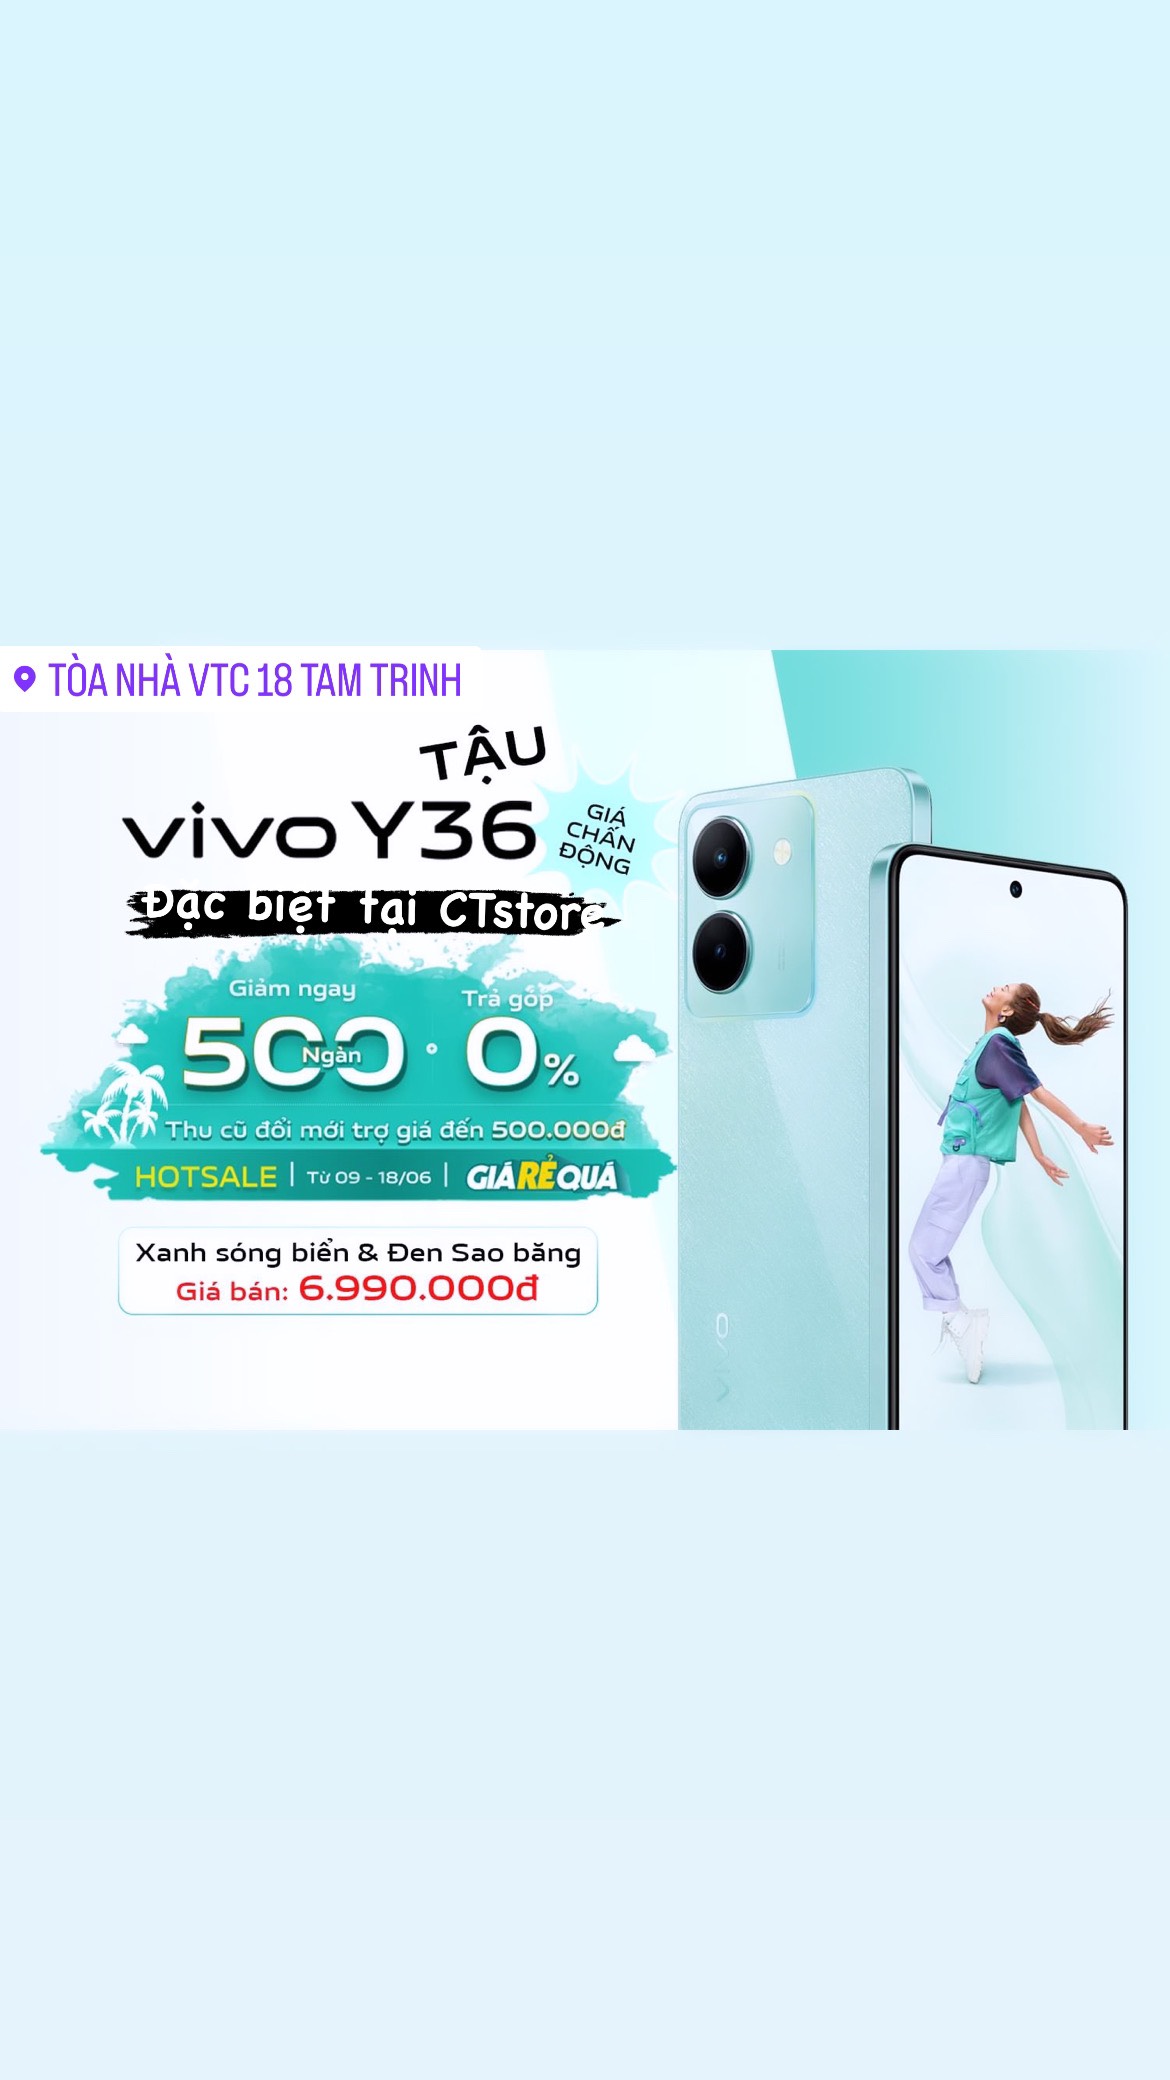 TÒA NHÀ VTC 18 TAM TRINH
TẬU
vivo Y36
GIÁ
CHẤN
ĐỘNG
Đặc biệt tại CTstore
Giảm ngay
500
Ngàn
Trả góp
0%
Thu cũ đổi mới trợ giá đến 500.000đ
HOTSALE | Từ 09 - 18/06 | GIÁ RẺ QUÁ
Xanh sóng biển & Đen Sao băng
Giá bán: 6.990.000đ
vivo